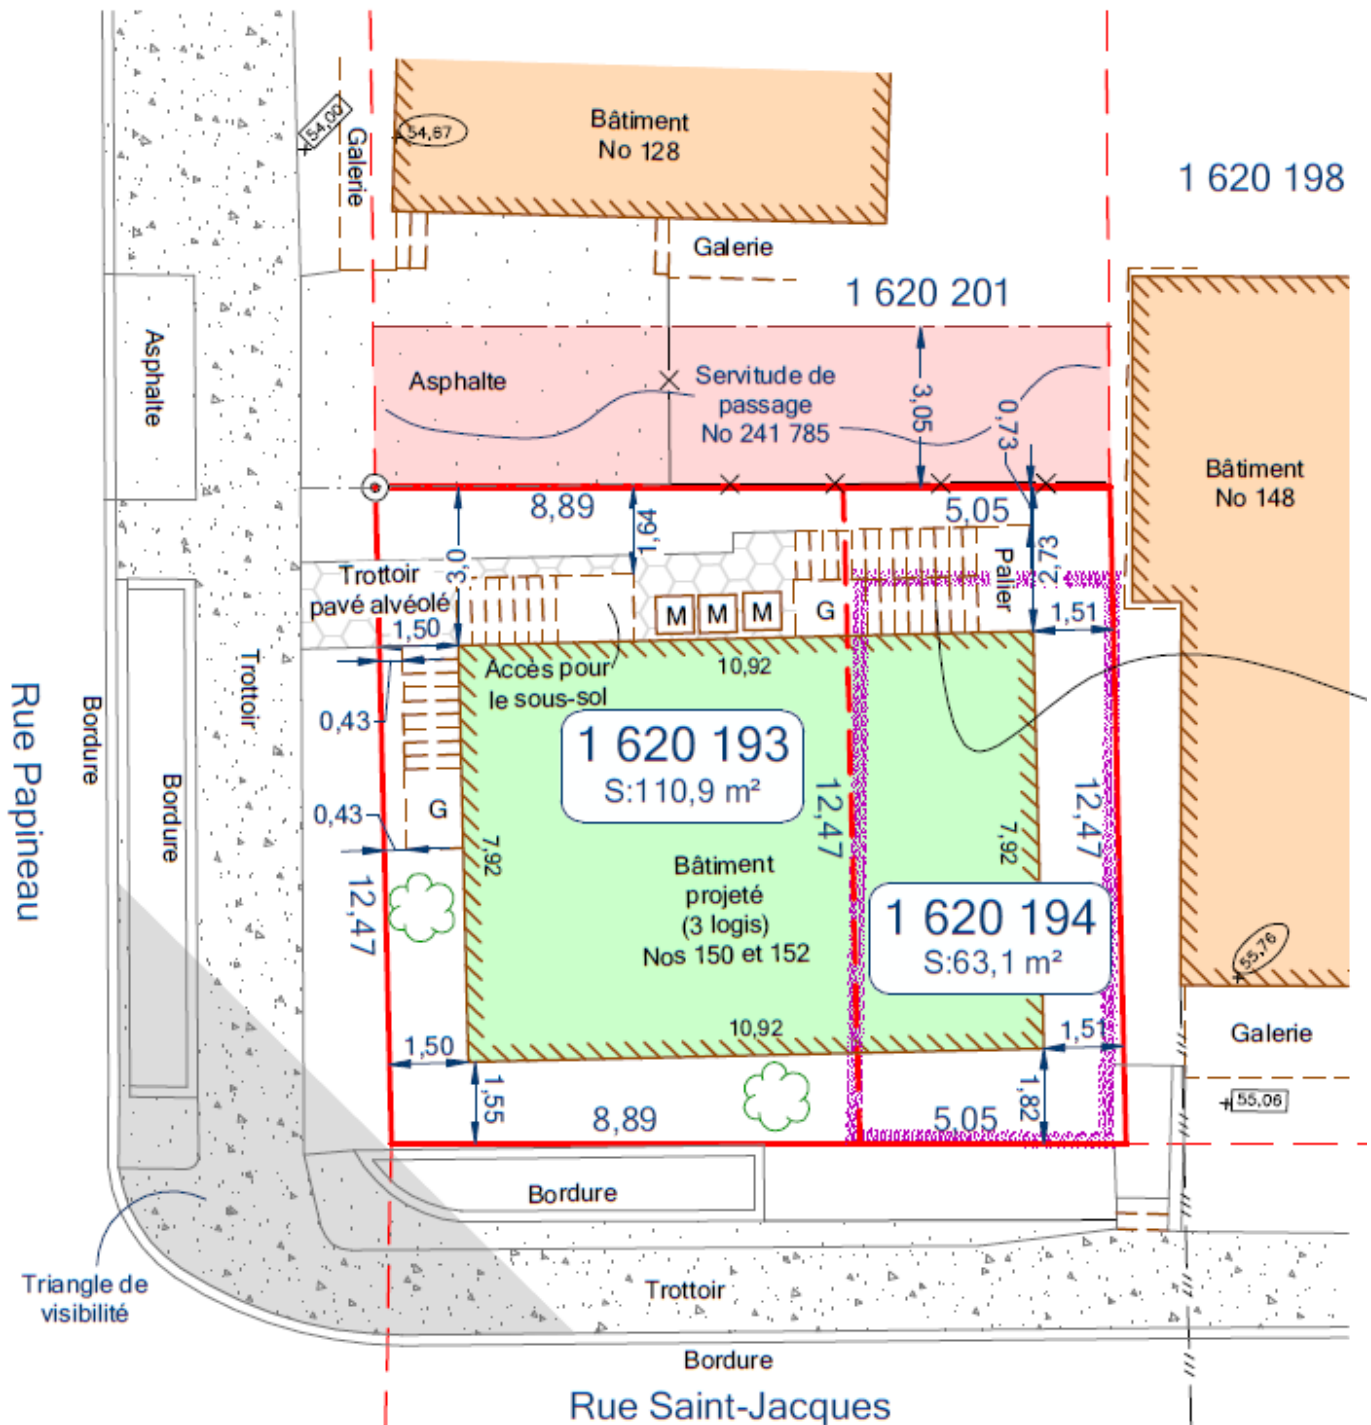 54,00
Galerie
54,87
Bâtiment
No 128
Galerie
1 620 198
1 620 201
Asphalte
Asphalte
Servitude de
passage
No 241 785
3,05
0,73
Bâtiment
No 148
8,89
5,05
3,0
1,64
2,73
Trottoir
pavé alvéolé
Palier
M
M
M
G
1,50
1,51
10,92
Accès pour
le sous-sol
0,43
0,43
G
1 620 193
S:110,9 m²
12,47
12,47
12,47
7,92
7,92
Bâtiment
projeté
(3 logis)
Nos 150 et 152
1 620 194
S:63,1 m²
Rue Papineau
Bordure
Bordure
Trottoir
55,76
10,92
1,50
1,51
Galerie
1,55
1,82
8,89
5,05
55,06
Bordure
Triangle de
visibilité
Trottoir
Bordure
Rue Saint-Jacques